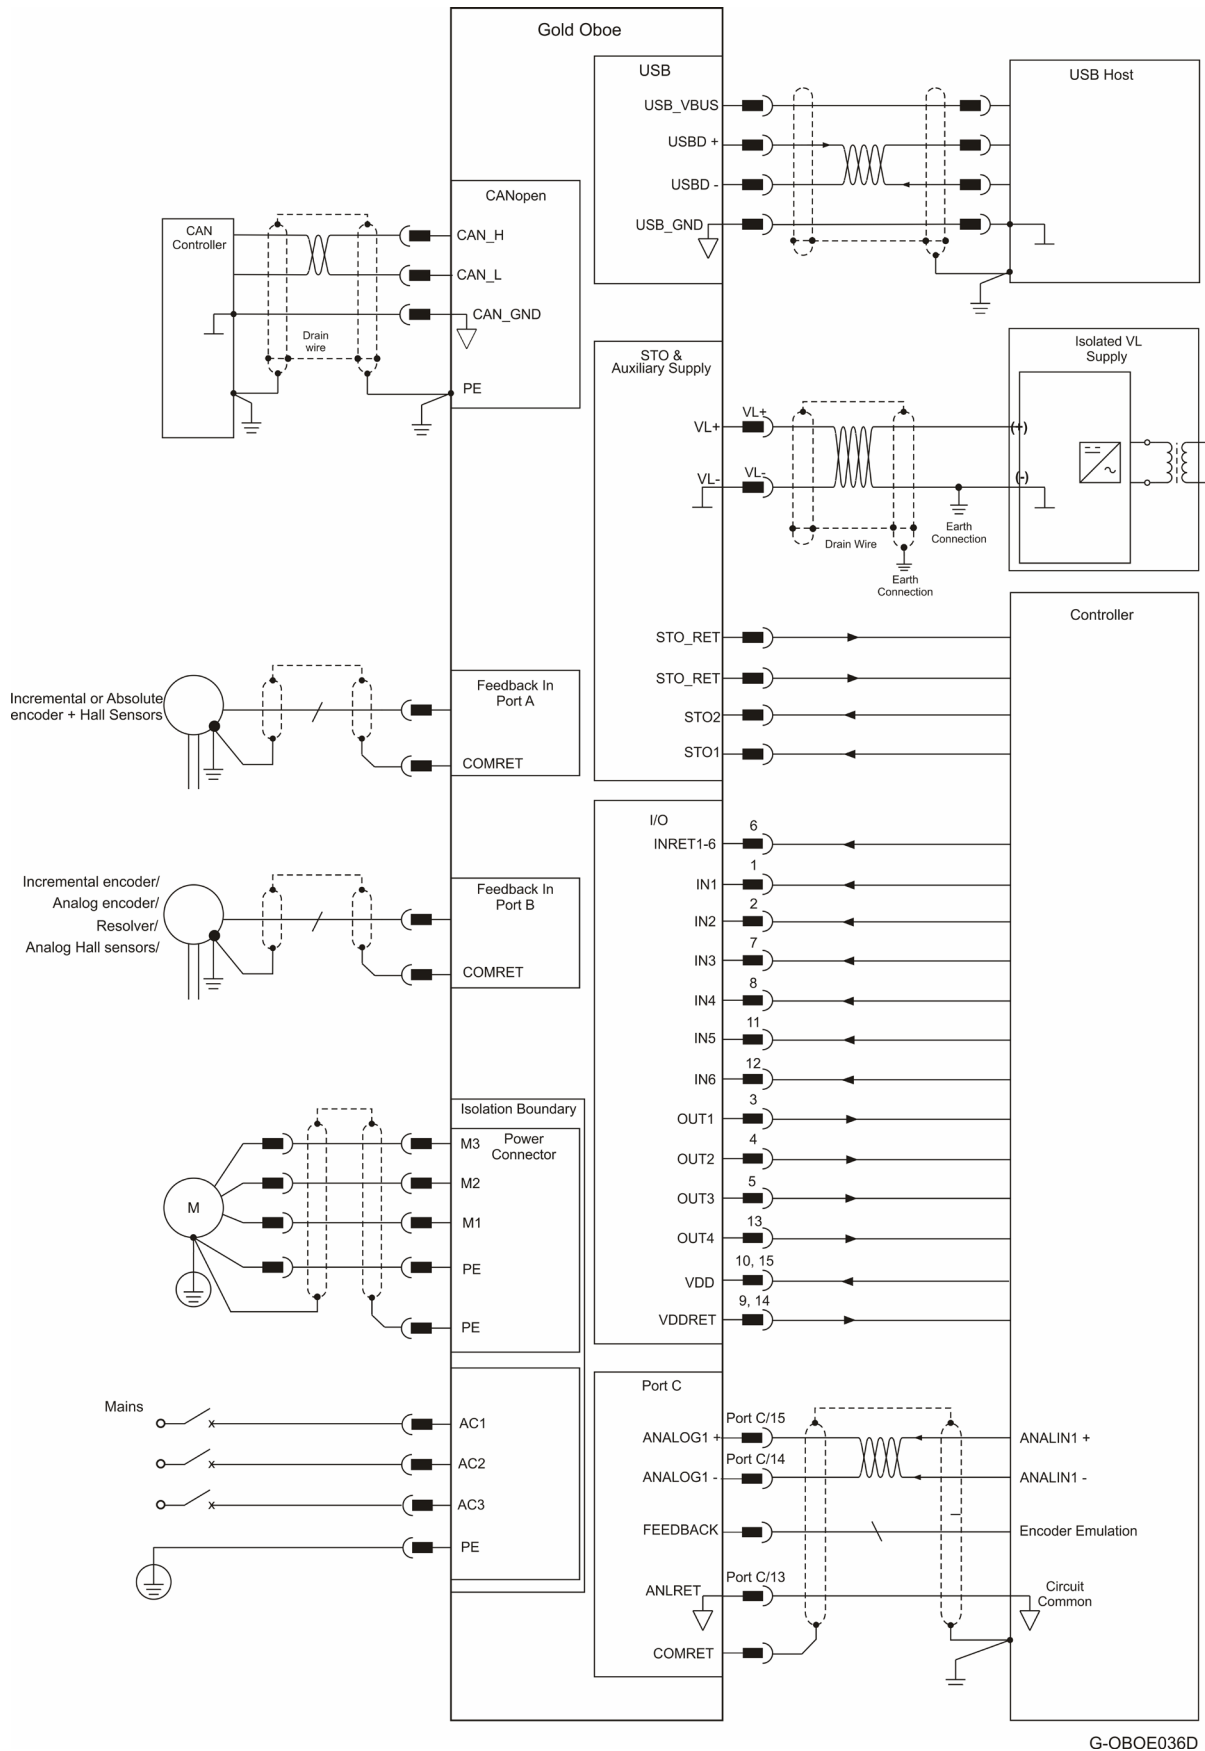 Gold Oboe
USB
USB_VBUS
USBD +
USBD -
USB_GND
USB Host
CANopen
CAN
Controller
CAN_H
CAN_L
CAN_GND
Drain
wire
PE
STO &
Auxiliary Supply
VL+
VL+
VL-
VL-
Drain Wire
Earth
Connection
Earth
Connection
Isolated VL
Supply
(+)
(-)
Controller
STO_RET
STO_RET
STO2
STO1
Incremental or Absolute
encoder + Hall Sensors
Feedback In
Port A
COMRET
Incremental encoder/
Analog encoder/
Resolver/
Analog Hall sensors/
Feedback In
Port B
COMRET
I/O
6
INRET1-6
1
IN1
2
IN2
7
IN3
8
IN4
11
IN5
12
IN6
3
OUT1
4
OUT2
5
OUT3
13
OUT4
10, 15
VDD
9, 14
VDDRET
Isolation Boundary
Power
Connector
M3
M2
M1
PE
PE
M
Mains
AC1
AC2
AC3
PE
Port C
Port C/15
ANALOG1 +
ANALIN1 +
Port C/14
ANALOG1 -
ANALIN1 -
FEEDBACK
Encoder Emulation
Port C/13
ANLRET
Circuit
Common
COMRET
G-OBOE036D